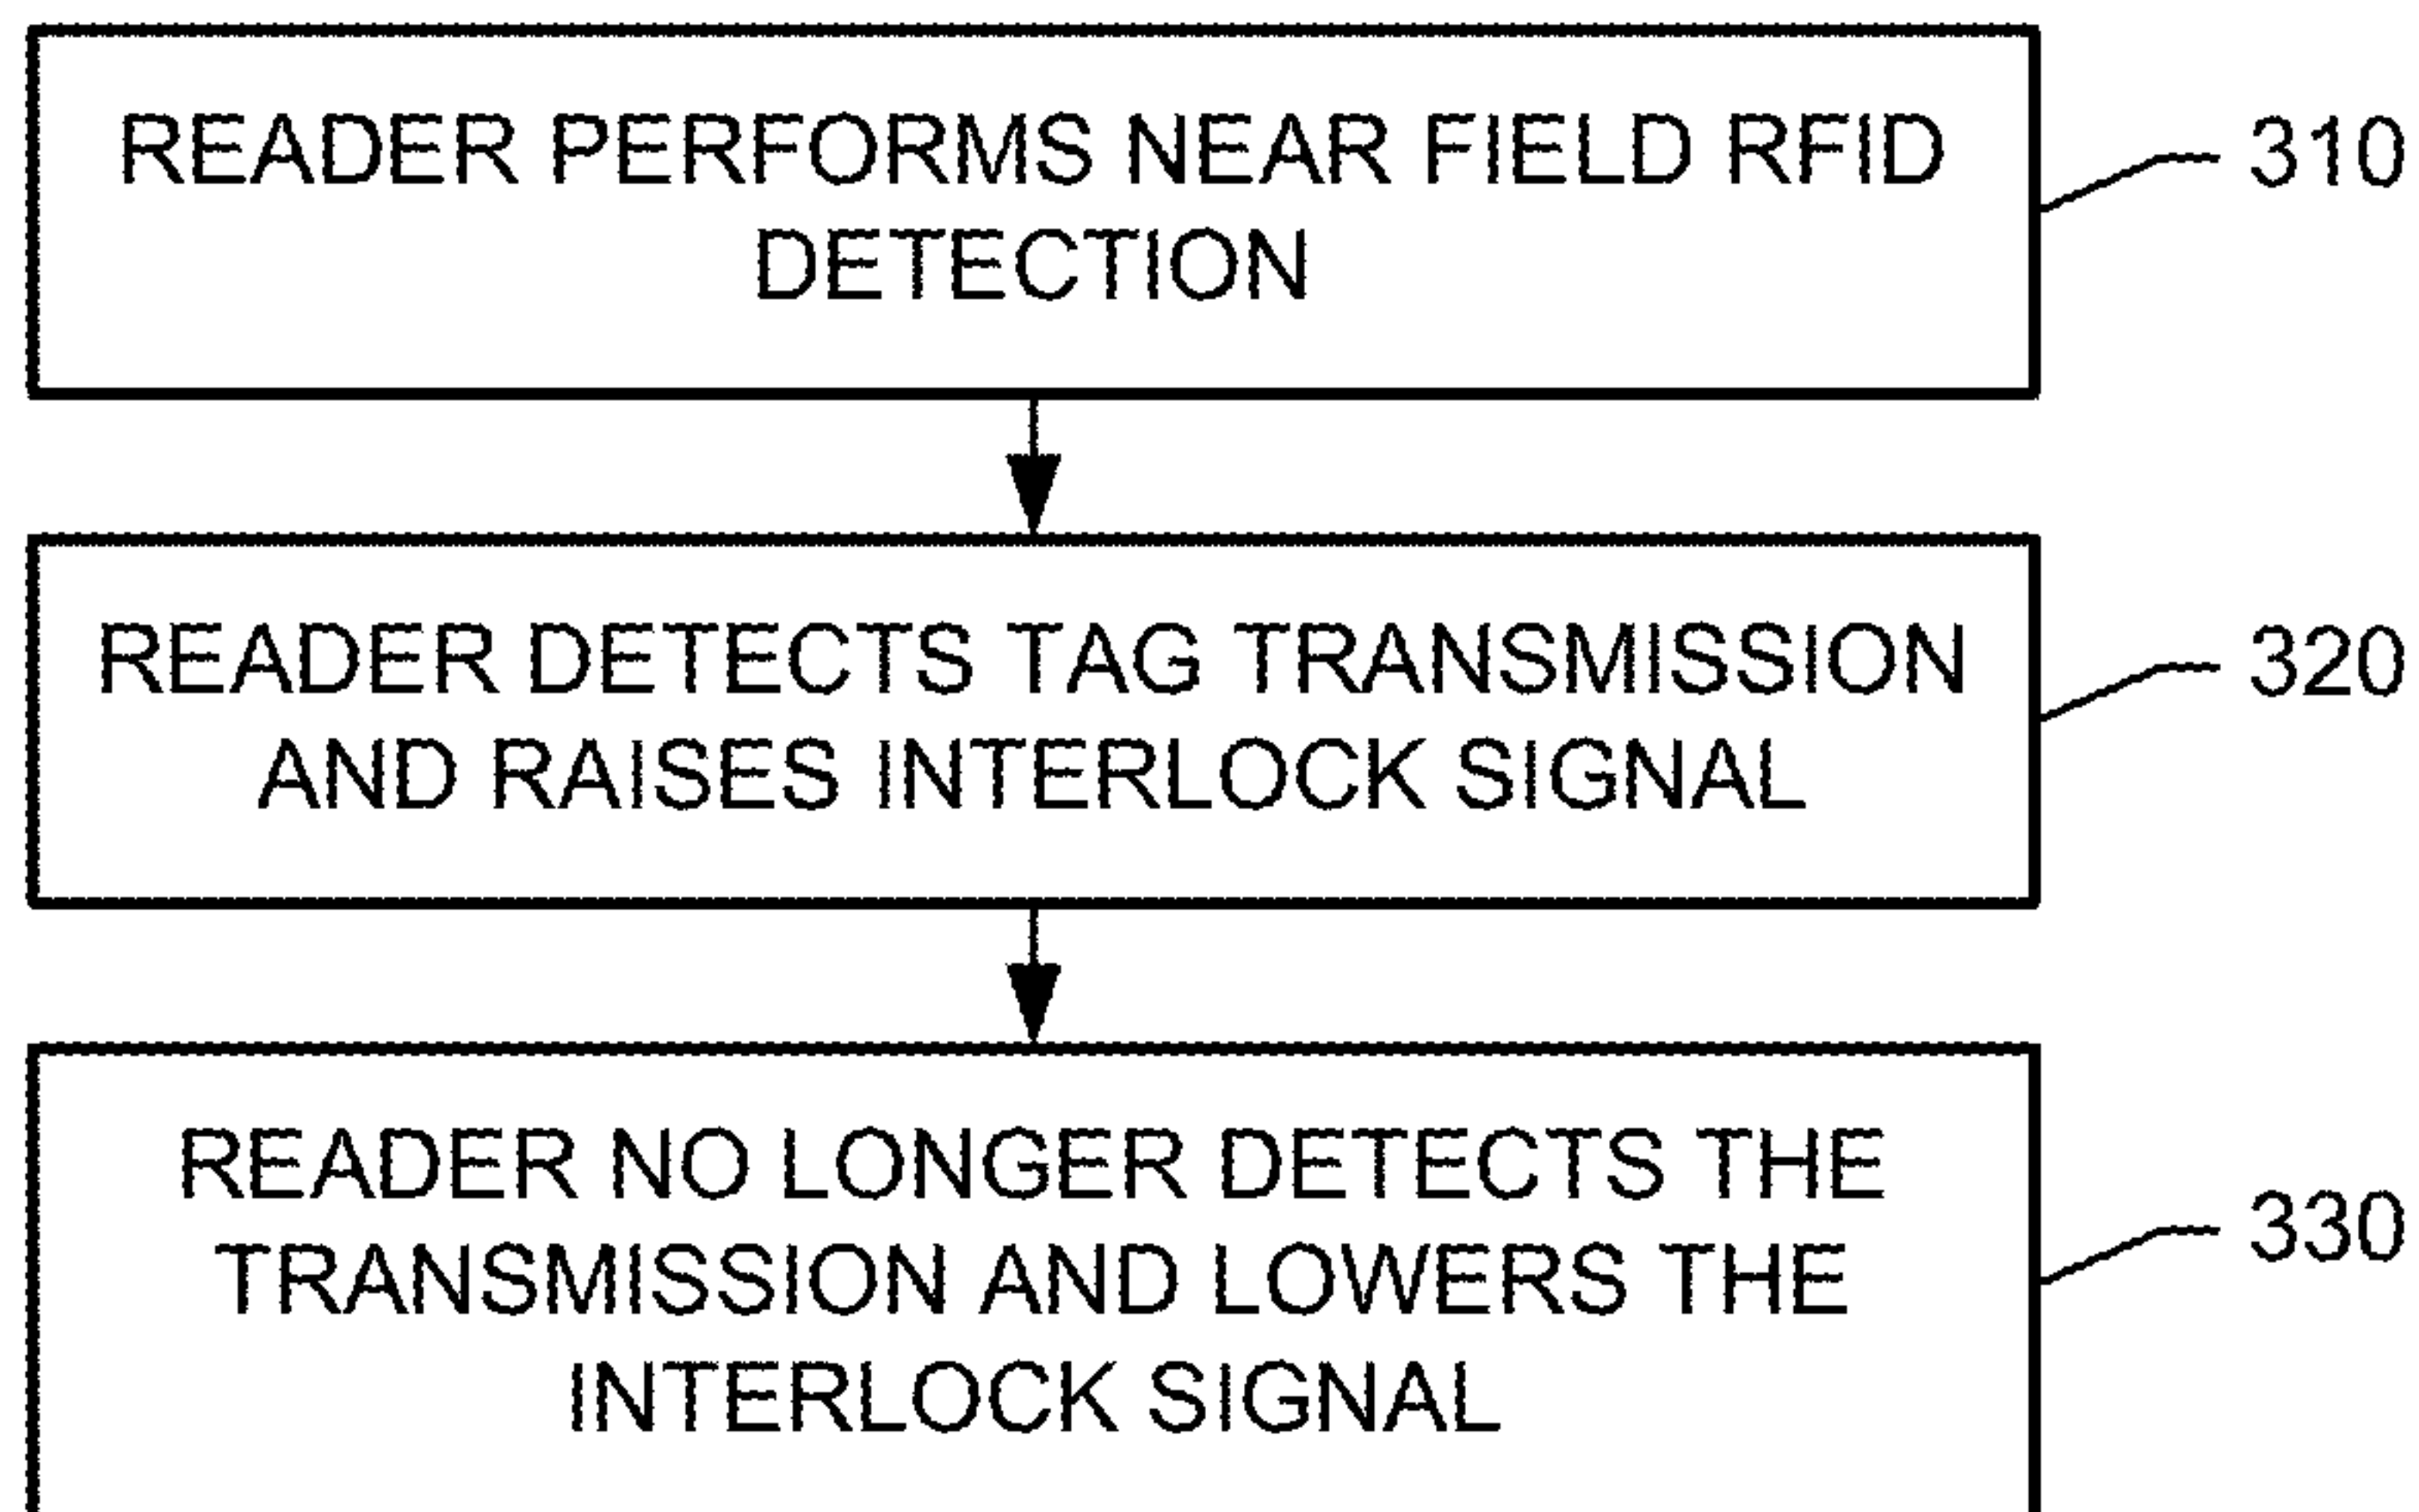 READER PERFORMS NEAR FIELD RFID
DETECTION
310
READER DETECTS TAG TRANSMISSION
AND RAISES INTERLOCK SIGNAL
320
READER NO LONGER DETECTS THE
TRANSMISSION AND LOWERS THE
INTERLOCK SIGNAL
330